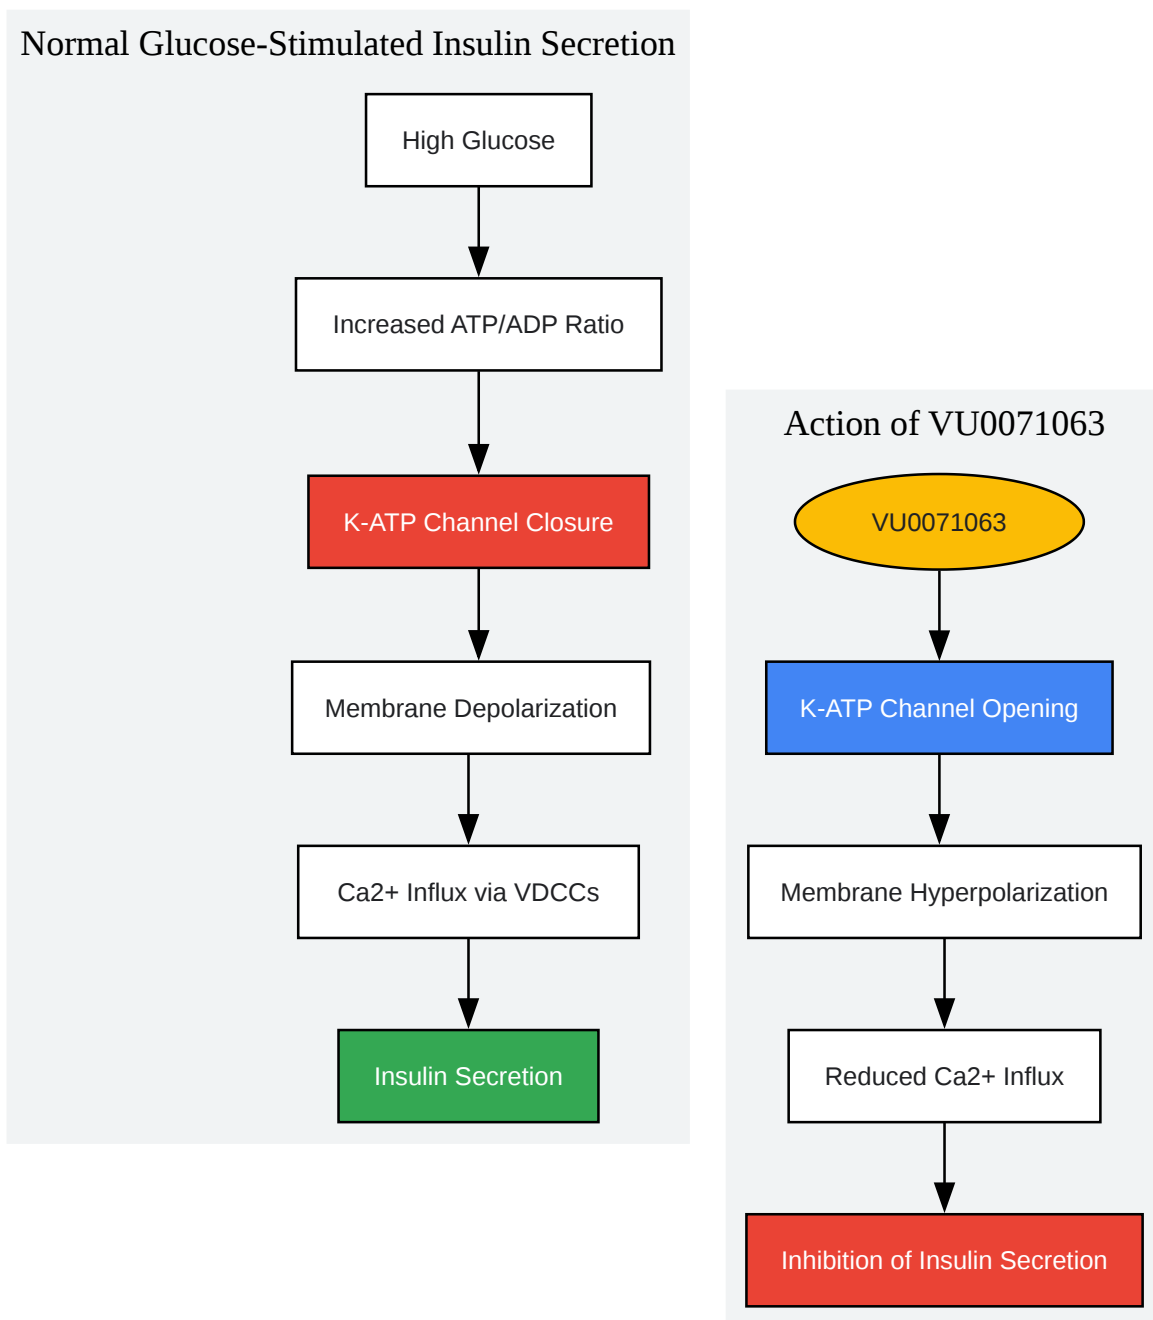 Normal Glucose-Stimulated Insulin Secretion
High Glucose
Increased ATP/ADP Ratio
K-ATP Channel Closure
Membrane Depolarization
Ca2+ Influx via VDCCs
Insulin Secretion
Action of VU0071063
VU0071063
K-ATP Channel Opening
Membrane Hyperpolarization
Reduced Ca2+ Influx
Inhibition of Insulin Secretion